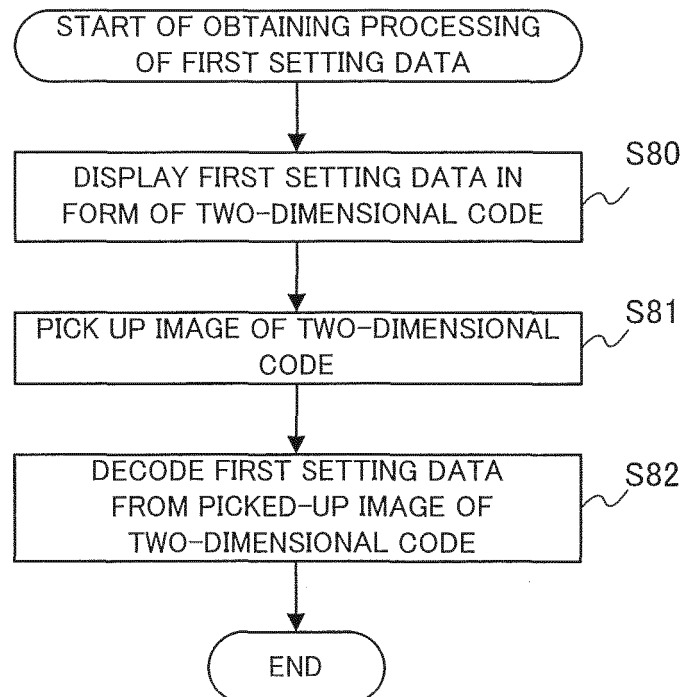 START OF OBTAINING PROCESSING
OF FIRST SETTING DATA
S80
DISPLAY FIRST SETTING DATA IN
FORM OF TWO-DIMENSIONAL CODE
S81
PICK UP IMAGE OF TWO-DIMENSIONAL
CODE
S82
DECODE FIRST SETTING DATA
FROM PICKED-UP IMAGE OF
TWO-DIMENSIONAL CODE
END